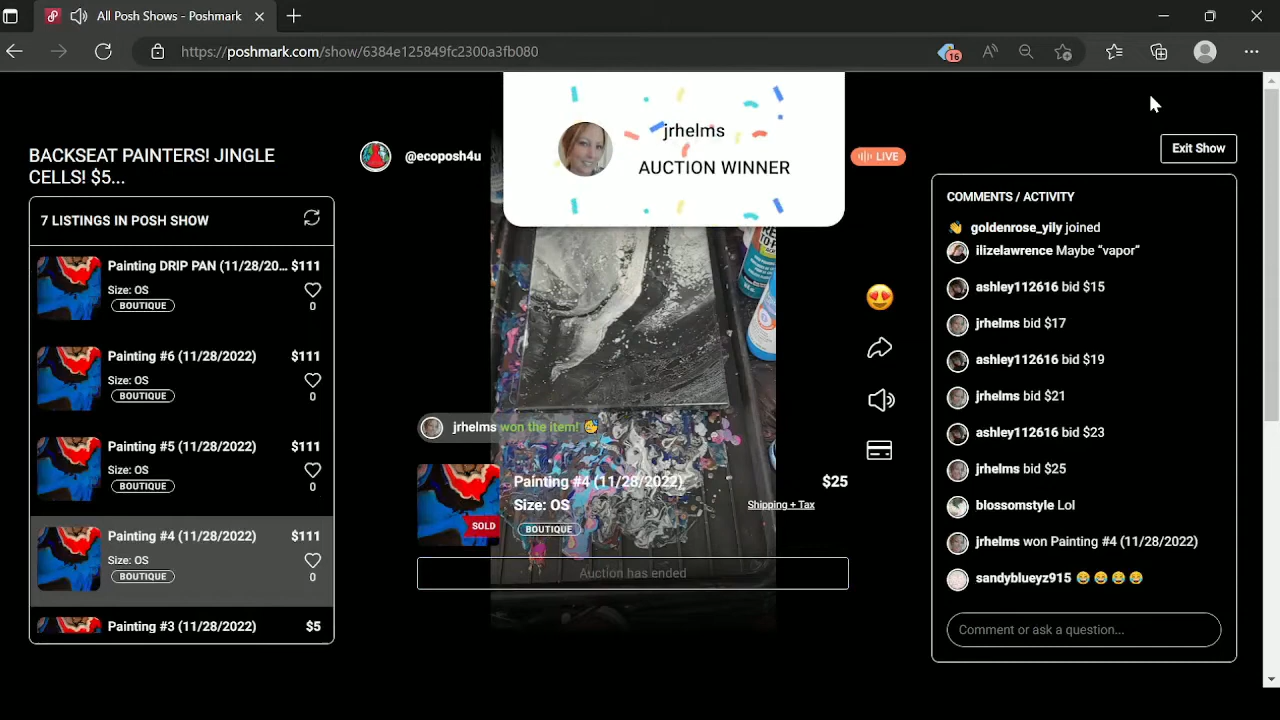 All Posh Shows - Poshmark
https://poshmark.com/show/6384e125849fc2300a3fb080
16
BACKSEAT PAINTERS! JINGLE
CELLS! $5...
7 LISTINGS IN POSH SHOW
Painting DRIP PAN (11/28/20... $111
Size: OS
BOUTIQUE
0
Painting #6 (11/28/2022) $111
Size: OS
BOUTIQUE
0
Painting #5 (11/28/2022) $111
Size: OS
BOUTIQUE
0
Painting #4 (11/28/2022) $111
Size: OS
BOUTIQUE
0
Painting #3 (11/28/2022) $5
@ecoposh4u
jrhelms
AUCTION WINNER
LIVE
jrhelms won the item! 🥳
SOLD
Painting #4 (11/28/2022)
$25
Size: OS
Shipping + Tax
BOUTIQUE
Auction has ended
Exit Show
COMMENTS / ACTIVITY
👋 goldenrose_yily joined
ilizelawrence Maybe “vapor”
ashley112616 bid $15
jrhelms bid $17
ashley112616 bid $19
jrhelms bid $21
ashley112616 bid $23
jrhelms bid $25
blossomstyle Lol
jrhelms won Painting #4 (11/28/2022)
sandyblueyz915 😂 😂 😂 😂
Comment or ask a question...